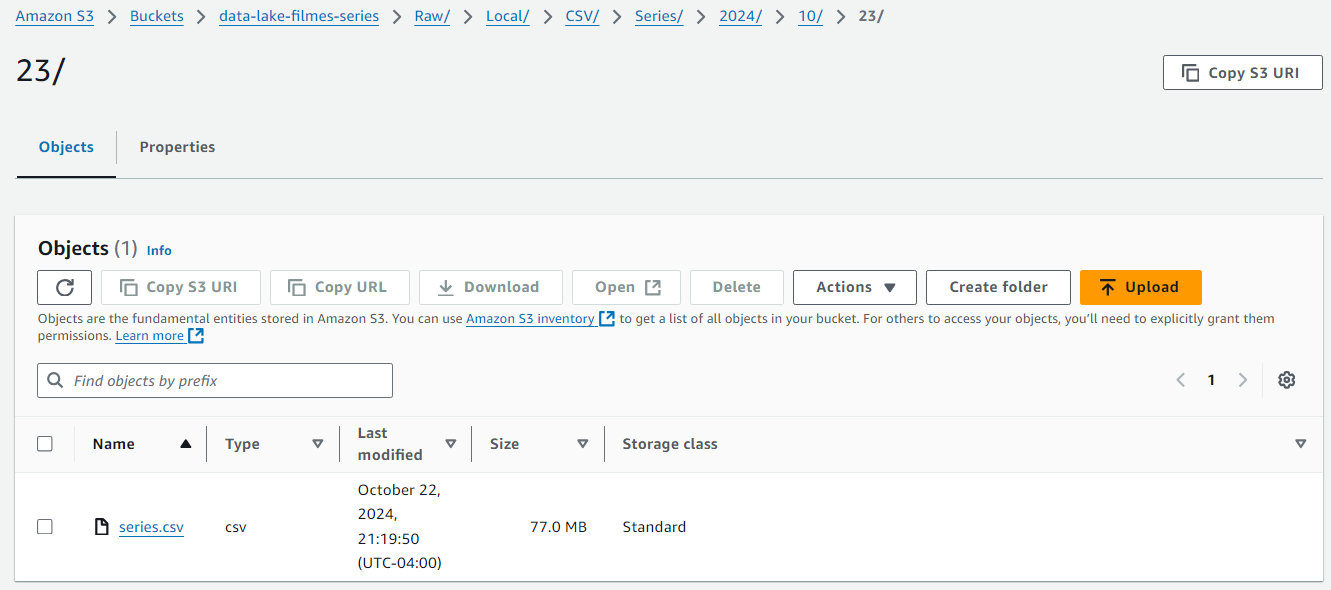 Amazon S3 > Buckets > data-lake-filmes-series > Raw/ > Local/ > CSV/ > Series/ > 2024/ > 10/ > 23/
23/
Copy S3 URI
Objects Properties
Objects (1) Info
Copy S3 URI Copy URL Download Open Delete Actions Create folder Upload
Objects are the fundamental entities stored in Amazon S3. You can use Amazon S3 inventory to get a list of all objects in your bucket. For others to access your objects, you’ll need to explicitly grant them
permissions. Learn more
Find objects by prefix
1
Name Type Last modified Size Storage class
series.csv csv October 22, 2024, 21:19:50 (UTC-04:00) 77.0 MB Standard